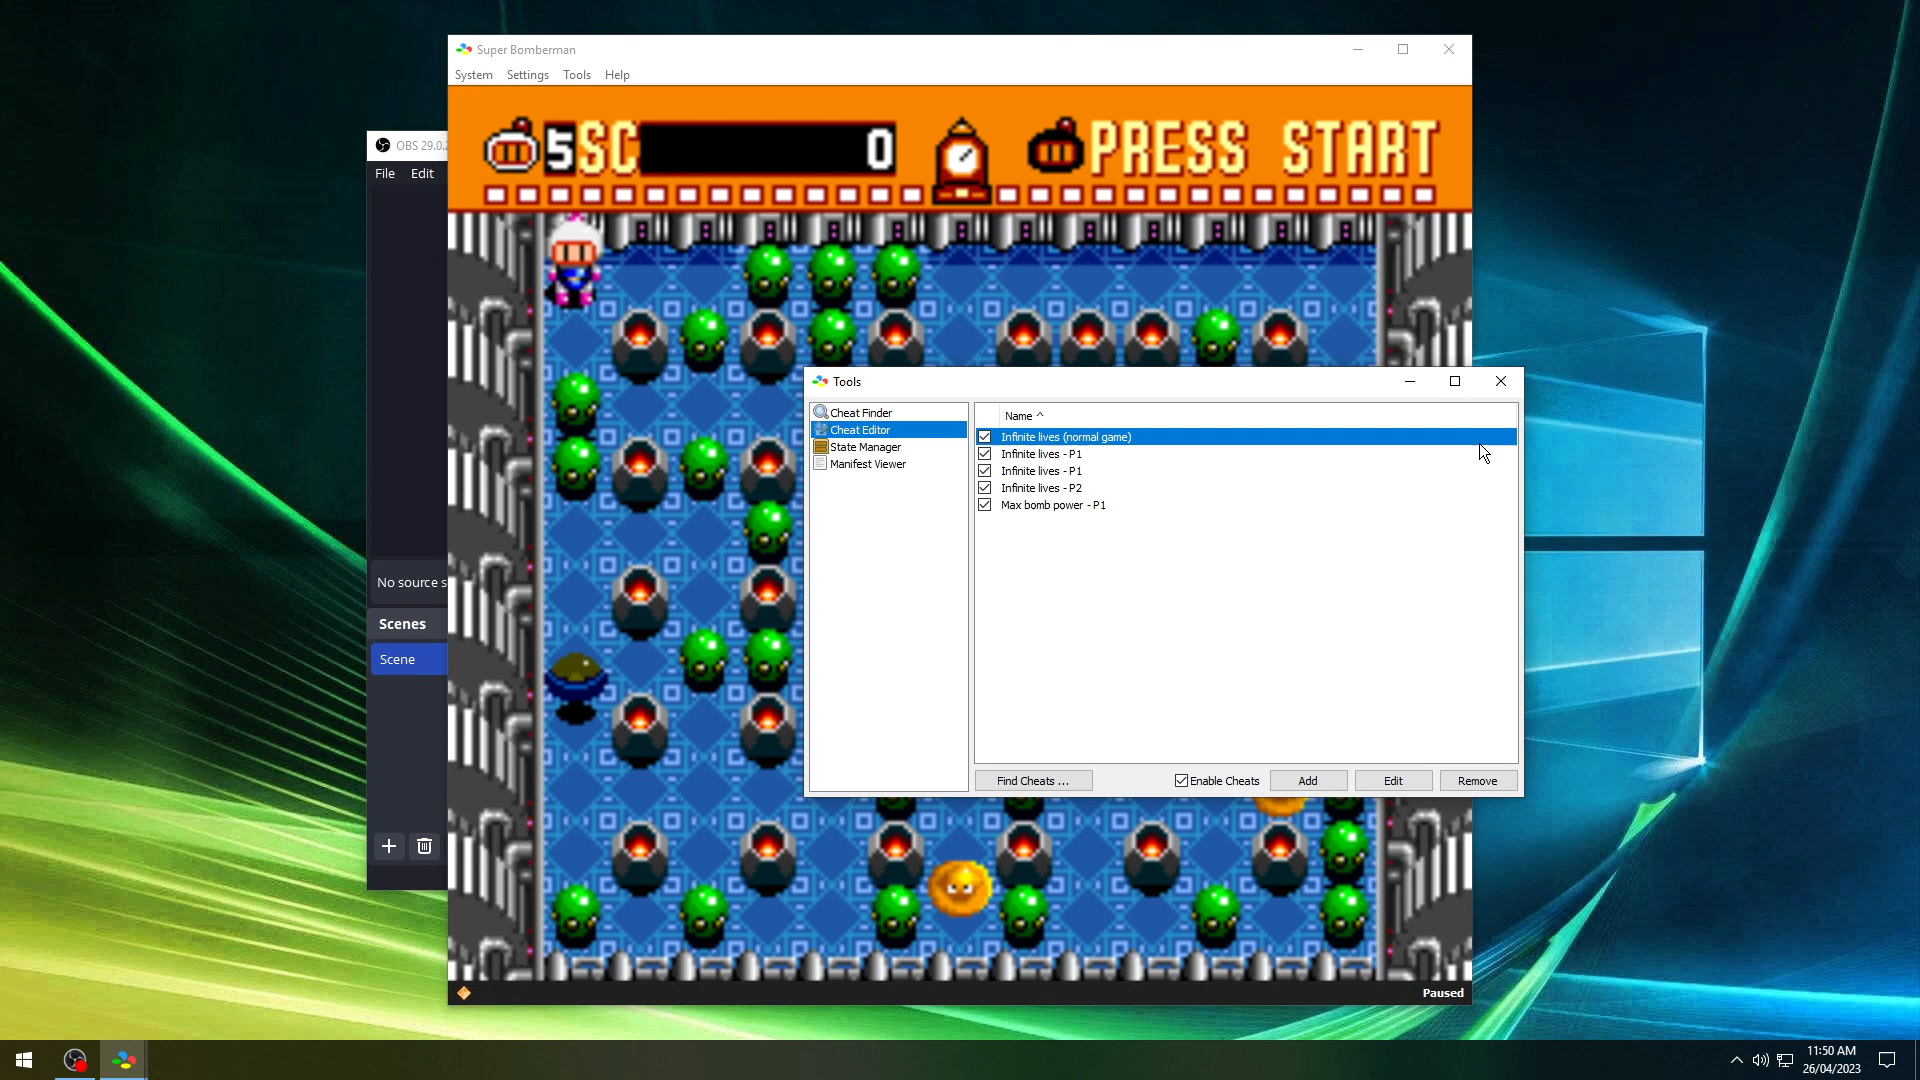 Super Bomberman
System Settings Tools Help
5 SC 0 PRESS START
OBS 29.0.2
File Edit
Tools
Cheat Finder
Cheat Editor
State Manager
Manifest Viewer
Name
Infinite lives (normal game)
Infinite lives - P1
Infinite lives - P1
Infinite lives - P2
Max bomb power - P1
Find Cheats ...
Enable Cheats
Add
Edit
Remove
No source s
Scenes
Scene
Paused
11:50 AM
26/04/2023